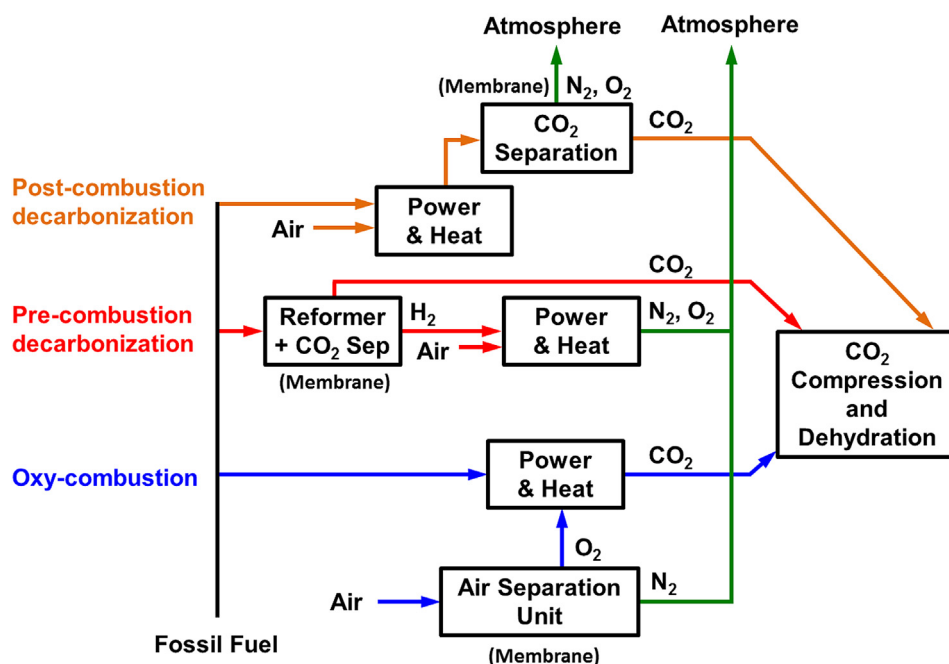 Atmosphere
Atmosphere
(Membrane)
N₂, O₂
CO₂
Separation
CO₂
Post-combustion
decarbonization
Power
& Heat
Air
CO₂
Pre-combustion
decarbonization
Reformer
+ CO₂ Sep
(Membrane)
H₂
Air
Power
& Heat
N₂, O₂
CO₂
Compression
and
Dehydration
Oxy-combustion
Power
& Heat
CO₂
O₂
Air
Air Separation
Unit
N₂
(Membrane)
Fossil Fuel